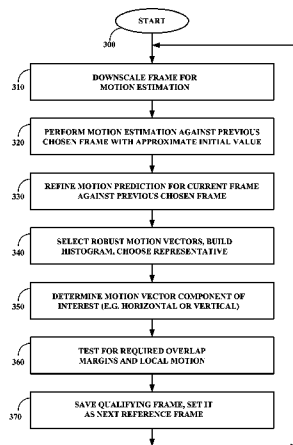 START
300
310
DOWNSCALE FRAME FOR
MOTION ESTIMATION
320
PERFORM MOTION ESTIMATION AGAINST PREVIOUS
CHOSEN FRAME WITH APPROXIMATE INITIAL VALUE
330
REFINE MOTION PREDICTION FOR CURRENT FRAME
AGAINST PREVIOUS CHOSEN FRAME
340
SELECT ROBUST MOTION VECTORS, BUILD
HISTOGRAM, CHOOSE REPRESENTATIVE
350
DETERMINE MOTION VECTOR COMPONENT OF
INTEREST (E.G. HORIZONTAL OR VERTICAL)
360
TEST FOR REQUIRED OVERLAP
MARGINS AND LOCAL MOTION
370
SAVE QUALIFYING FRAME, SET IT
AS NEXT REFERENCE FRAME